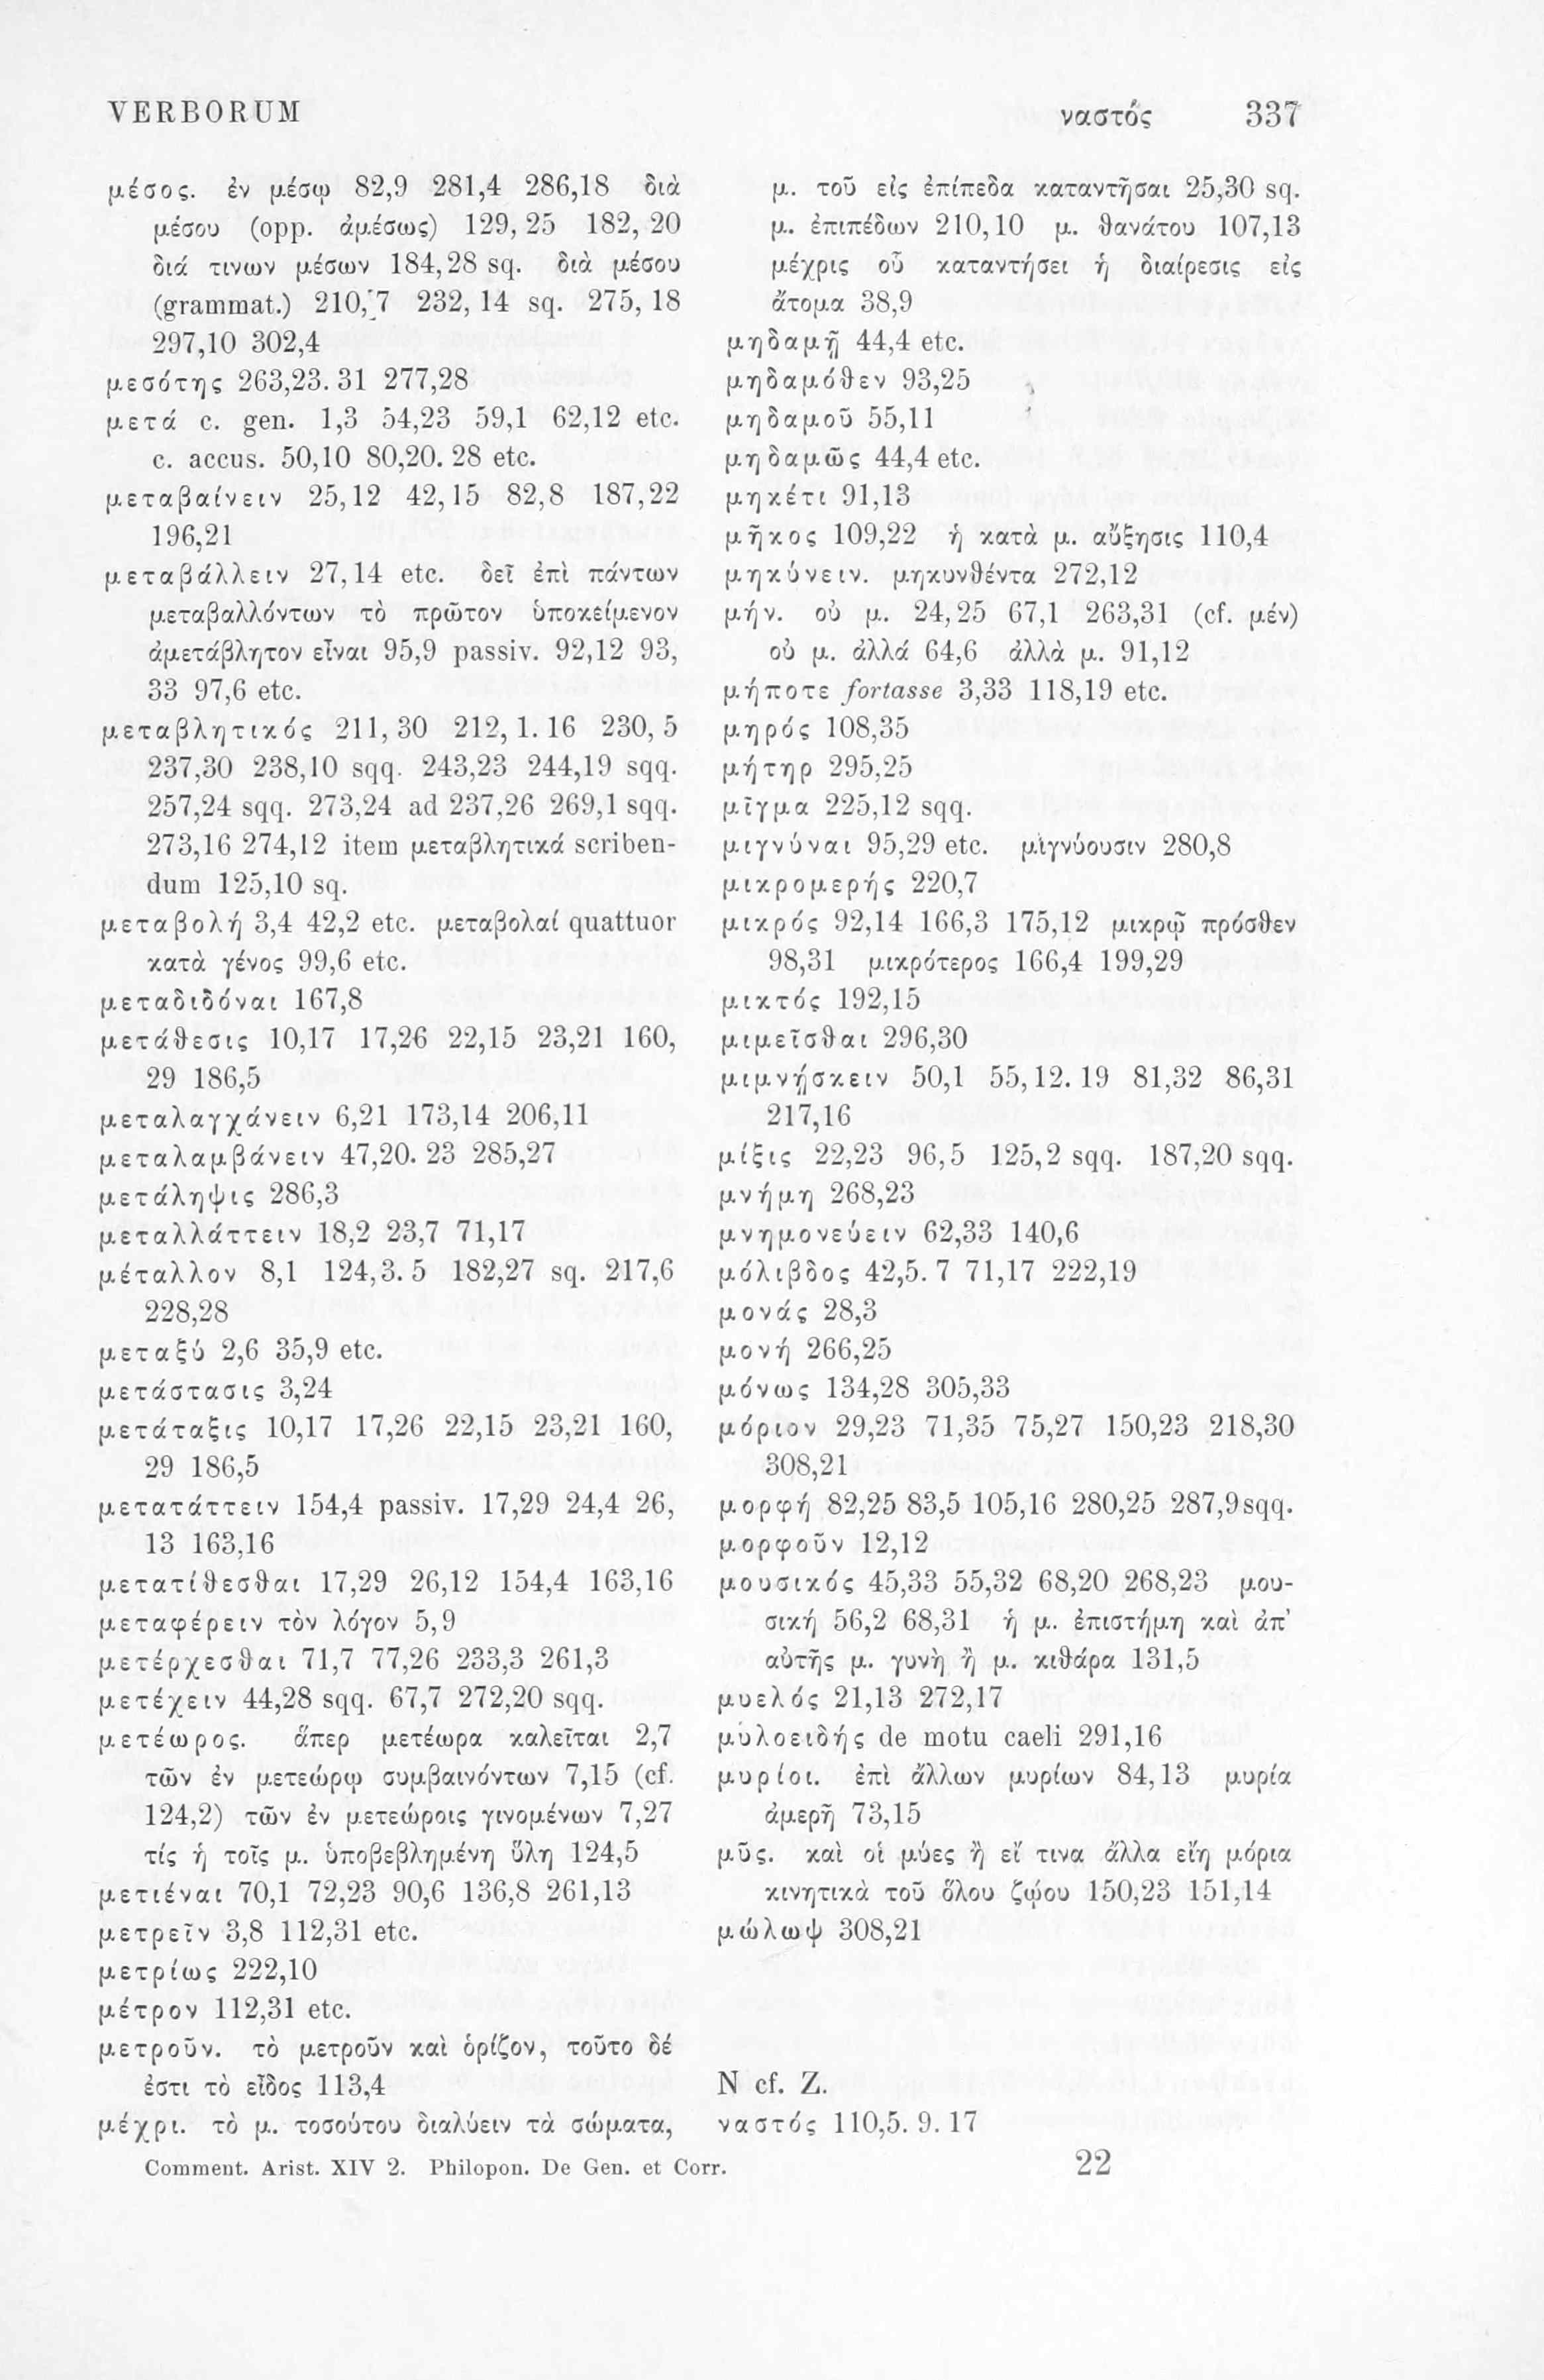 VERBORUM ναστός 337
μέσος. ἐν μέσῳ 82,9 281,4 286,18 διὰ
μέσου (opp. ἀμέσως) 129,25 182,20
διά τινων μέσων 184,28 sq. διὰ μέσου
(grammat.) 210,7 232,14 sq. 275,18
297,10 302,4
μεσότης 263,23. 31 277,28
μετά c. gen. 1,3 54,23 59,1 62,12 etc.
c. accus. 50,10 80,20. 28 etc.
μεταβαίνειν 25,12 42,15 82,8 187,22
196,21
μεταβάλλειν 27,14 etc. δεῖ ἐπὶ πάντων
μεταβαλλόντων τὸ πρῶτον ὑποκείμενον
ἀμετάβλητον εἶναι 95,9 passiv. 92,12 93,
33 97,6 etc.
μεταβλητικός 211,30 212,1. 16 230,5
237,30 238,10 sqq. 243,23 244,19 sqq.
257,24 sqq. 273,24 ad 237,26 269,1 sqq.
273,16 274,12 item μεταβλητικά scriben-
dum 125,10 sq.
μεταβολή 3,4 42,2 etc. μεταβολαί quattuor
κατὰ γένος 99,6 etc.
μεταδιδόναι 167,8
μετάθεσις 10,17 17,26 22,15 23,21 160,
29 186,5
μεταλαγχάνειν 6,21 173,14 206,11
μεταλαμβάνειν 47,20. 23 285,27
μετάληψις 286,3
μεταλλάττειν 18,2 23,7 71,17
μέταλλον 8,1 124,3. 5 182,27 sq. 217,6
228,28
μεταξύ 2,6 35,9 etc.
μετάστασις 3,24
μετάταξις 10,17 17,26 22,15 23,21 160,
29 186,5
μετατάττειν 154,4 passiv. 17,29 24,4 26,
13 163,16
μετατίθεσθαι 17,29 26,12 154,4 163,16
μεταφέρειν τὸν λόγον 5,9
μετέρχεσθαι 71,7 77,26 233,3 261,3
μετέχειν 44,28 sqq. 67,7 272,20 sqq.
μετέωρος. ἅπερ μετέωρα καλεῖται 2,7
τῶν ἐν μετεώρῳ συμβαινόντων 7,15 (cf.
124,2) τῶν ἐν μετεώροις γινομένων 7,27
τίς ἡ τοῖς μ. ὑποβεβλημένη ὕλη 124,5
μετιέναι 70,1 72,23 90,6 136,8 261,13
μετρεῖν 3,8 112,31 etc.
μετρίως 222,10
μέτρον 112,31 etc.
μετροῦν. τὸ μετροῦν καὶ ὁρίζον, τοῦτο δέ
ἐστι τὸ εἶδος 113,4
μέχρι. τὸ μ. τοσούτου διαλύειν τὰ σώματα,
μ. τοῦ εἰς ἐπίπεδα καταντῆσαι 25,30 sq.
μ. ἐπιπέδων 210,10 μ. θανάτου 107,13
μέχρις οὗ καταντήσει ἡ διαίρεσις εἰς
ἄτομα 38,9
μηδαμῇ 44,4 etc.
μηδαμόθεν 93,25
μηδαμοῦ 55,11
μηδαμῶς 44,4 etc.
μηκέτι 91,13
μῆκος 109,22 ἡ κατὰ μ. αὔξησις 110,4
μηκύνειν. μηκυνθέντα 272,12
μήν. οὐ μ. 24,25 67,1 263,31 (cf. μέν)
οὐ μ. ἀλλά 64,6 ἀλλὰ μ. 91,12
μήποτε fortasse 3,33 118,19 etc.
μηρός 108,35
μήτηρ 295,25
μῖγμα 225,12 sqq.
μιγνύναι 95,29 etc. μιγνύουσιν 280,8
μικρομερής 220,7
μικρός 92,14 166,3 175,12 μικρῷ πρόσθεν
98,31 μικρότερος 166,4 199,29
μικτός 192,15
μιμεῖσθαι 296,30
μιμνῄσκειν 50,1 55,12. 19 81,32 86,31
217,16
μίξις 22,23 96,5 125,2 sqq. 187,20 sqq.
μνήμη 268,23
μνημονεύειν 62,33 140,6
μόλιβδος 42,5. 7 71,17 222,19
μονάς 28,3
μονή 266,25
μόνως 134,28 305,33
μόριον 29,23 71,35 75,27 150,23 218,30
308,21
μορφή 82,25 83,5 105,16 280,25 287,9 sqq.
μορφοῦν 12,12
μουσικός 45,33 55,32 68,20 268,23 μου-
σική 56,2 68,31 ἡ μ. ἐπιστήμη καὶ ἀπ'
αὐτῆς μ. γυνὴ ἢ μ. κιθάρα 131,5
μυελός 21,13 272,17
μυλοειδής de motu caeli 291,16
μυρίοι. ἐπὶ ἄλλων μυρίων 84,13 μυρία
ἀμερῆ 73,15
μῦς. καὶ οἱ μύες ἢ εἴ τινα ἄλλα εἴη μόρια
κινητικὰ τοῦ ὅλου ζῴου 150,23 151,14
μώλωψ 308,21
N cf. Z.
ναστός 110,5. 9. 17
Comment. Arist. XIV 2. Philopon. De Gen. et Corr. 22